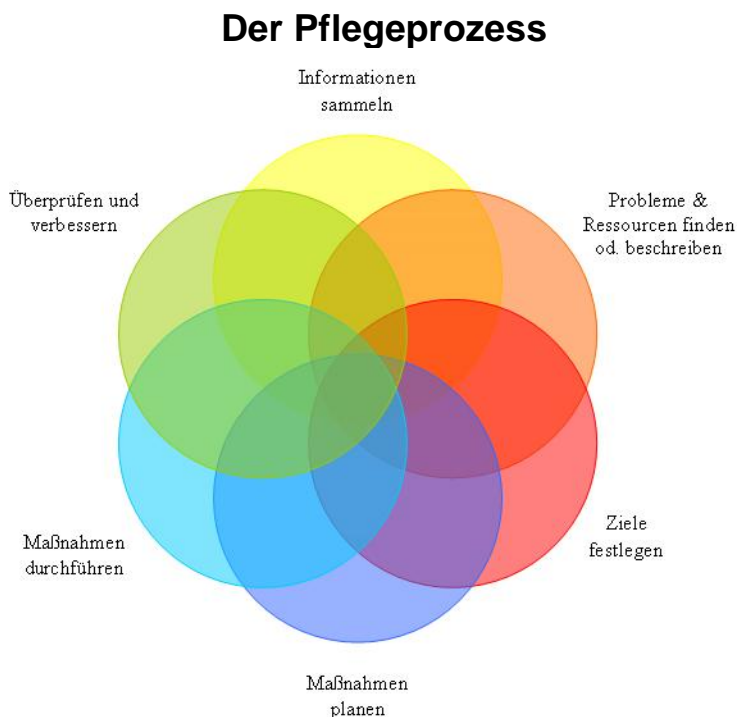 Der Pflegeprozess
Informationen
sammeln
Probleme &
Ressourcen finden
od. beschreiben
Ziele
festlegen
Maßnahmen
planen
Maßnahmen
durchführen
Überprüfen und
verbessern